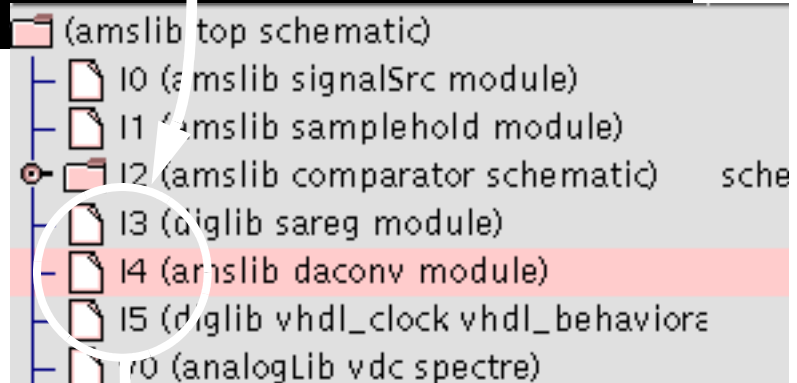 (amslib top schematic)
I0 (amslib signalSrc module)
I1 (amslib samplehold module)
I2 (amslib comparator schematic) sche
I3 (diglib sareg module)
I4 (amslib daconv module)
I5 (diglib vhdl_clock vhdl_behaviora
V0 (analogLib vdc spectre)